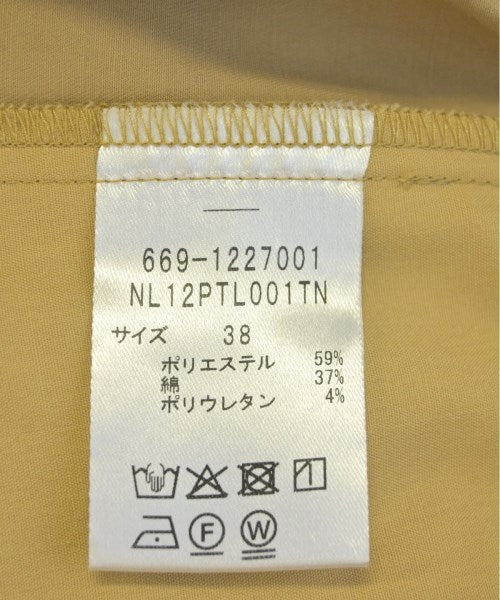 669-1227001
NL12PTL001TN
サイズ 38
ポリエステル 59%
綿 37%
ポリウレタン 4%
F W